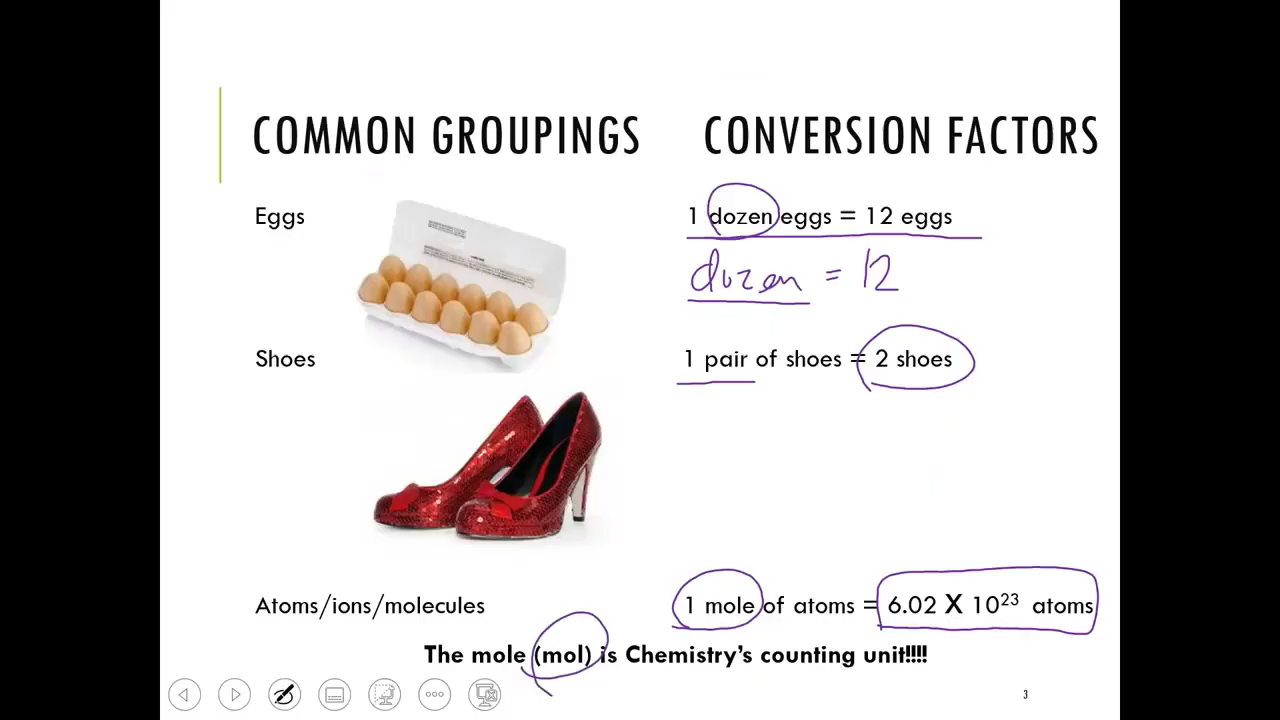 COMMON GROUPINGS
CONVERSION FACTORS
Eggs
1 dozen eggs = 12 eggs
dozen = 12
Shoes
1 pair of shoes = 2 shoes
Atoms/ions/molecules
1 mole of atoms = 6.02 X 10²³ atoms
The mole (mol) is Chemistry's counting unit!!!!
3